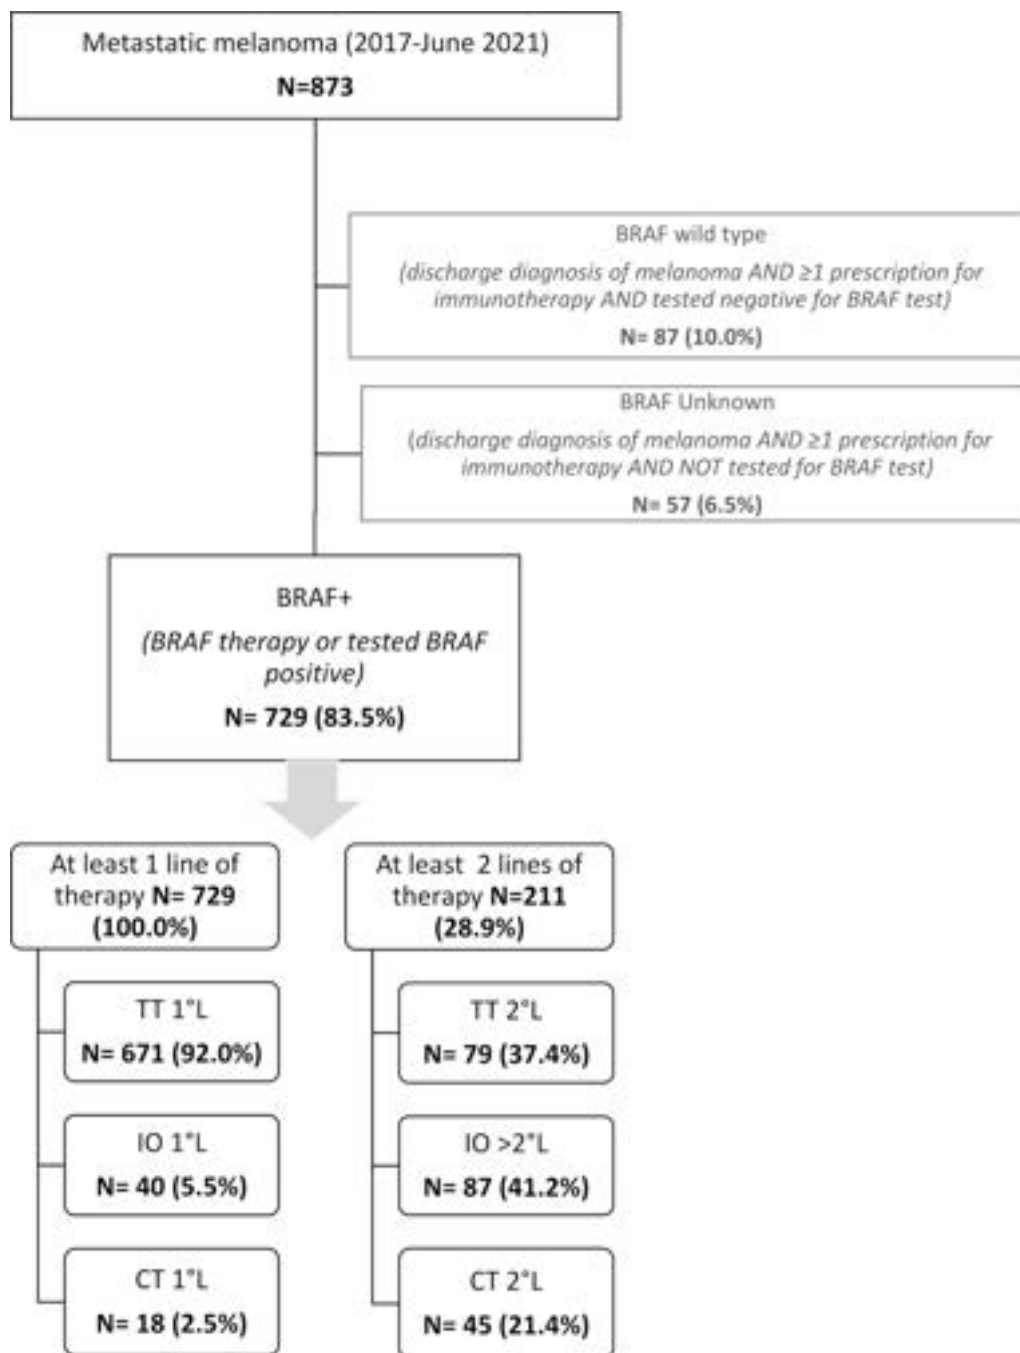 Metastatic melanoma (2017-June 2021)
N=873
BRAF wild type
(discharge diagnosis of melanoma AND ≥1 prescription for
immunotherapy AND tested negative for BRAF test)
N= 87 (10.0%)
BRAF Unknown
(discharge diagnosis of melanoma AND ≥1 prescription for
immunotherapy AND NOT tested for BRAF test)
N= 57 (6.5%)
BRAF+
(BRAF therapy or tested BRAF
positive)
N= 729 (83.5%)
At least 1 line of
therapy N= 729
(100.0%)
TT 1°L
N= 671 (92.0%)
IO 1°L
N= 40 (5.5%)
CT 1°L
N= 18 (2.5%)
At least 2 lines of
therapy N=211
(28.9%)
TT 2°L
N= 79 (37.4%)
IO >2°L
N= 87 (41.2%)
CT 2°L
N= 45 (21.4%)